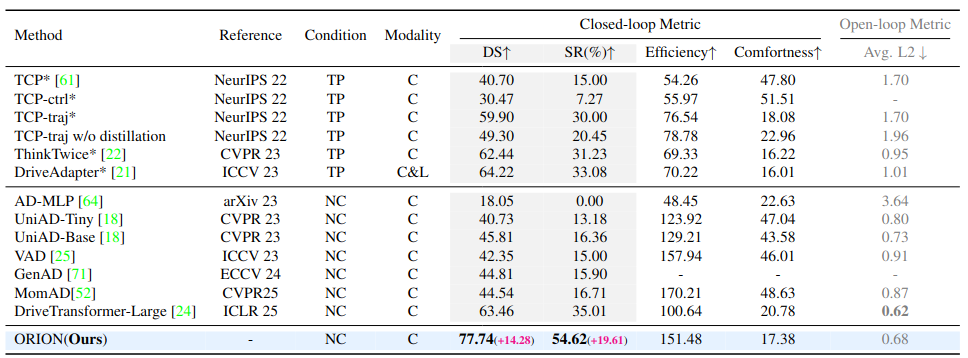 Method Reference Condition Modality Closed-loop Metric Open-loop Metric
DS↑ SR(%)↑ Efficiency↑ Comfortness↑ Avg. L2 ↓
TCP* [61] NeurIPS 22 TP C 40.70 15.00 54.26 47.80 1.70
TCP-ctrl* NeurIPS 22 TP C 30.47 7.27 55.97 51.51 -
TCP-traj* NeurIPS 22 TP C 59.90 30.00 76.54 18.08 1.70
TCP-traj w/o distillation NeurIPS 22 TP C 49.30 20.45 78.78 22.96 1.96
ThinkTwice* [22] CVPR 23 TP C 62.44 31.23 69.33 16.22 0.95
DriveAdapter* [21] ICCV 23 TP C&L 64.22 33.08 70.22 16.01 1.01
AD-MLP [64] arXiv 23 NC C 18.05 0.00 48.45 22.63 3.64
UniAD-Tiny [18] CVPR 23 NC C 40.73 13.18 123.92 47.04 0.80
UniAD-Base [18] CVPR 23 NC C 45.81 16.36 129.21 43.58 0.73
VAD [25] ICCV 23 NC C 42.35 15.00 157.94 46.01 0.91
GenAD [71] ECCV 24 NC C 44.81 15.90 - - -
MomAD[52] CVPR25 NC C 44.54 16.71 170.21 48.63 0.87
DriveTransformer-Large [24] ICLR 25 NC C 63.46 35.01 100.64 20.78 0.62
ORION(Ours) - NC C 77.74(+14.28) 54.62(+19.61) 151.48 17.38 0.68